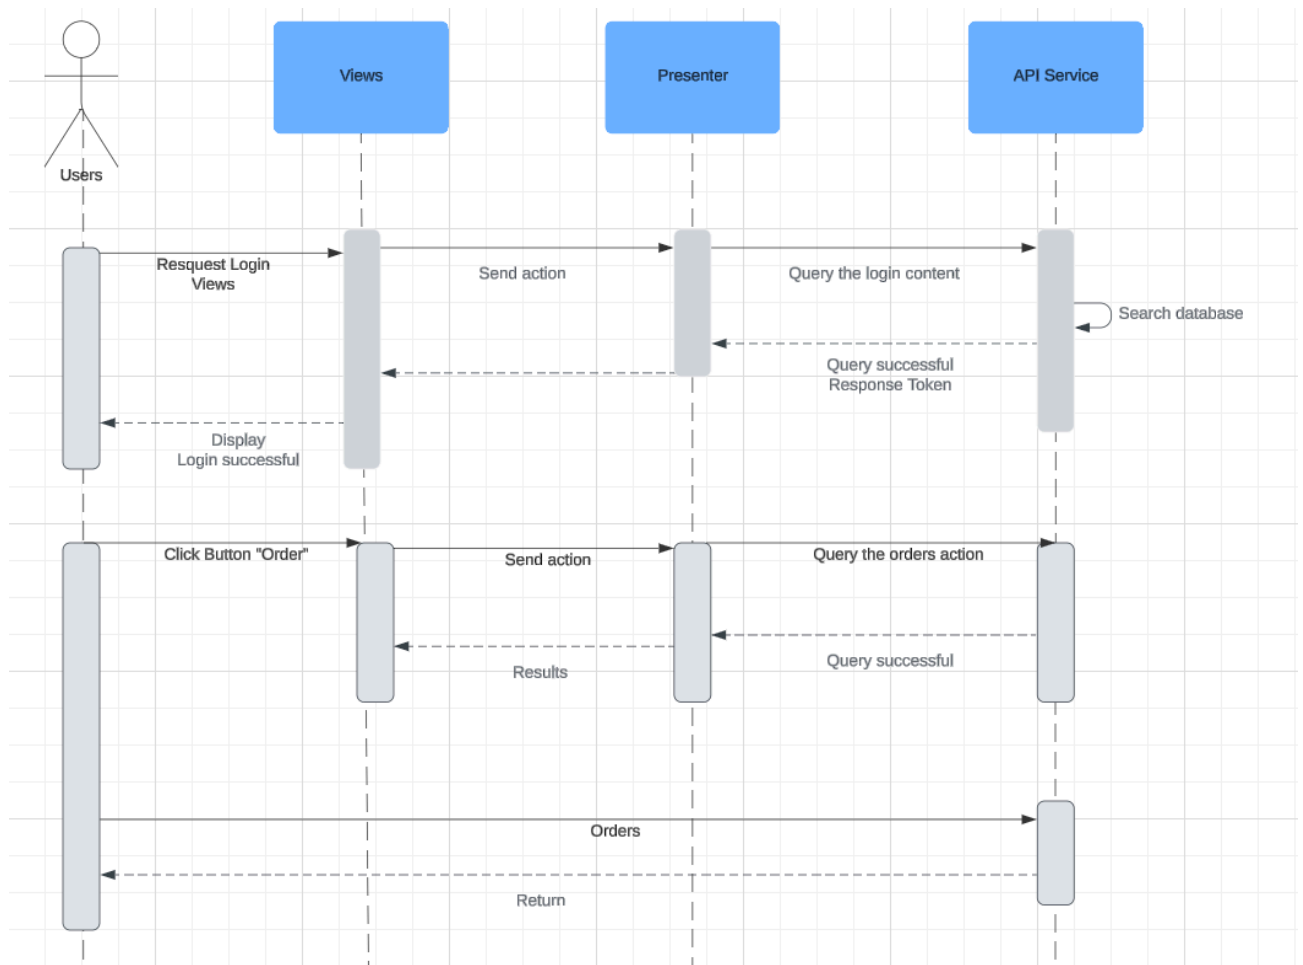 Views
Presenter
API Service
Users
Resquest Login
Views
Send action
Query the login content
Search database
Query successful
Response Token
Display
Login successful
Click Button "Order"
Send action
Query the orders action
Results
Query successful
Orders
Return